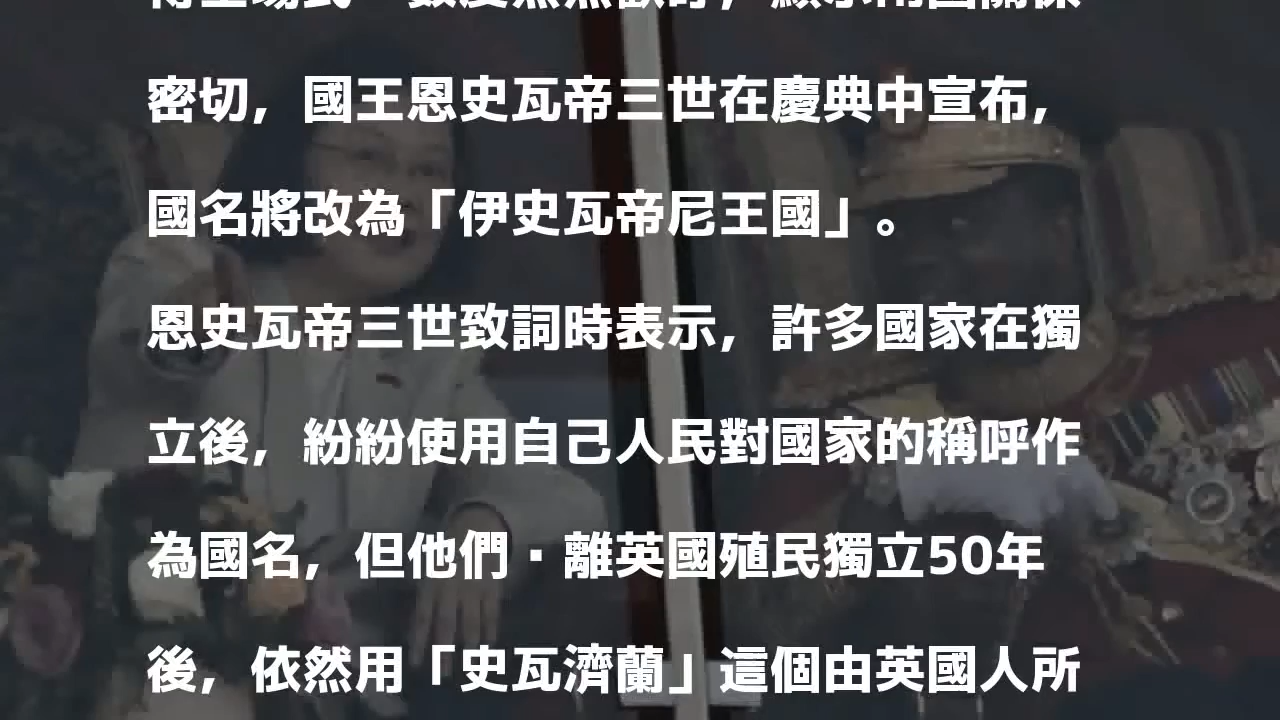 密切，國王恩史瓦帝三世在慶典中宣布，
國名將改為「伊史瓦帝尼王國」。
恩史瓦帝三世致詞時表示，許多國家在獨
立後，紛紛使用自己人民對國家的稱呼作
為國名，但他們▪離英國殖民獨立50年
後，依然用「史瓦濟蘭」這個由英國人所